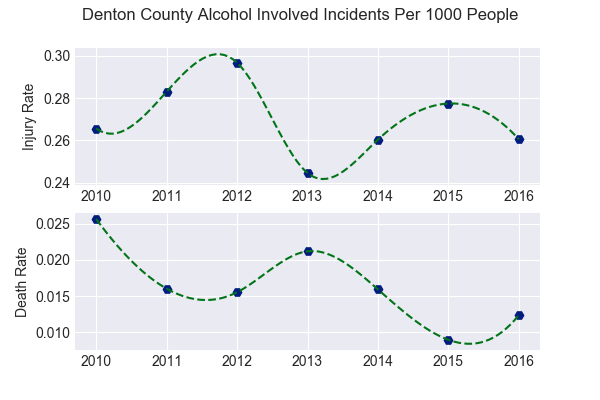 Denton County Alcohol Involved Incidents Per 1000 People
0.30
0.28
0.26
0.24
Injury Rate
2010 2011 2012 2013 2014 2015 2016
0.025
0.020
0.015
0.010
Death Rate
2010 2011 2012 2013 2014 2015 2016